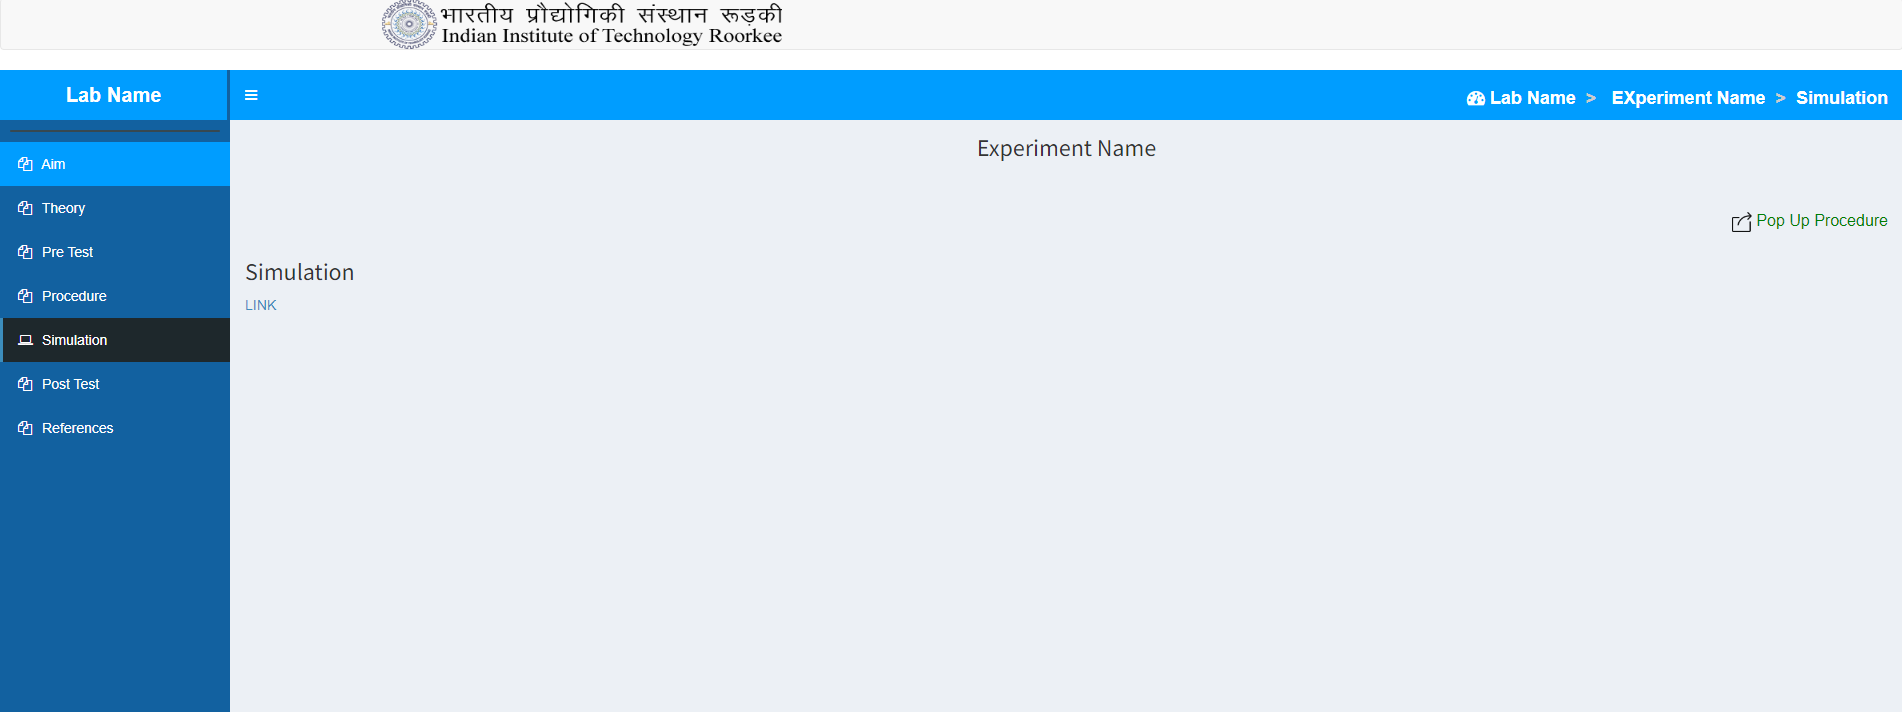 भारतीय प्रौद्योगिकी संस्थान रूड़की
Indian Institute of Technology Roorkee
Lab Name
Lab Name > EXperiment Name > Simulation
Aim
Theory
Pre Test
Procedure
Simulation
Post Test
References
Experiment Name
Pop Up Procedure
Simulation
LINK